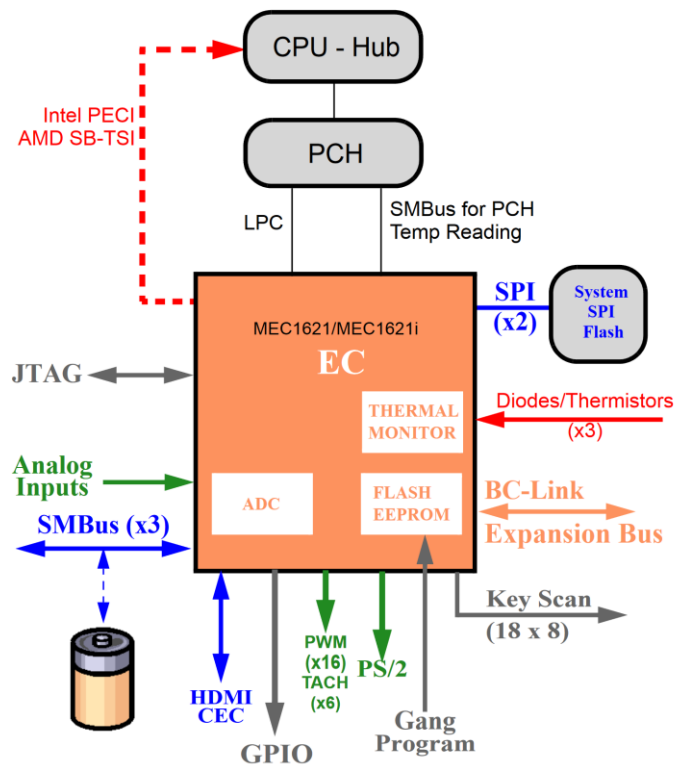 CPU - Hub
Intel PECI
AMD SB-TSI
PCH
LPC
SMBus for PCH
Temp Reading
SPI
(x2)
System
SPI
Flash
MEC1621/MEC1621i
EC
JTAG
THERMAL
MONITOR
Diodes/Thermistors
(x3)
Analog
Inputs
ADC
FLASH
EEPROM
BC-Link
Expansion Bus
SMBus (x3)
Key Scan
(18 x 8)
HDMI
CEC
GPIO
PWM
(x16)
TACH
(x6)
PS/2
Gang
Program